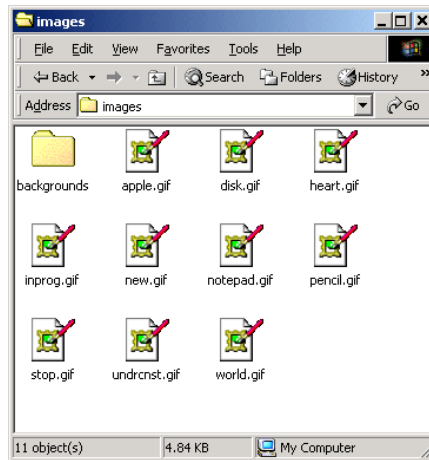 images
File Edit View Favorites Tools Help
Back Search Folders History »
Address images Go
backgrounds apple.gif disk.gif heart.gif
inprog.gif new.gif notepad.gif pencil.gif
stop.gif undrcnst.gif world.gif
11 object(s) 4.84 KB My Computer